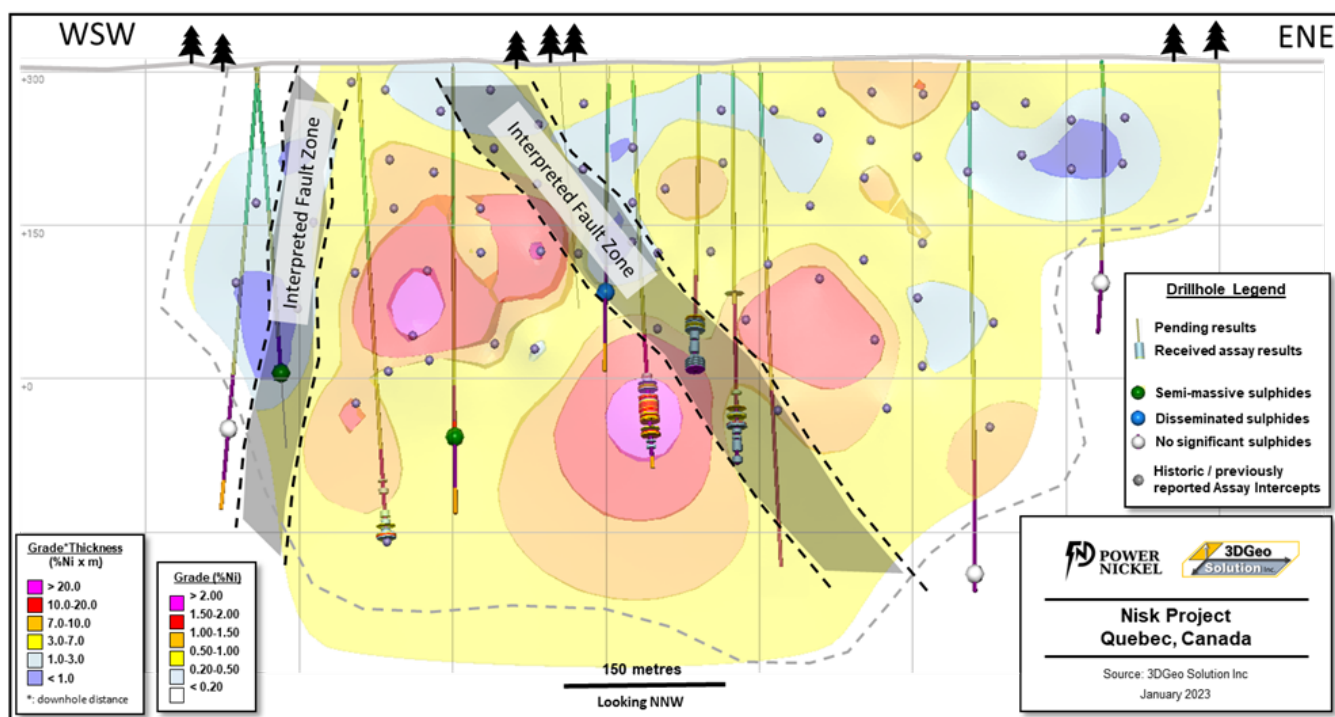 WSW
ENE
+300
+150
+0
Interpreted Fault Zone
Interpreted Fault Zone
Drillhole Legend
Pending results
Received assay results
Semi-massive sulphides
Disseminated sulphides
No significant sulphides
Historic / previously
reported Assay Intercepts
Grade*Thickness
(%Ni x m)
> 20.0
10.0-20.0
7.0-10.0
3.0-7.0
1.0-3.0
< 1.0
*: downhole distance
Grade (%Ni)
> 2.00
1.50-2.00
1.00-1.50
0.50-1.00
0.20-0.50
< 0.20
150 metres
Looking NNW
POWER
NICKEL
3DGeo
Solution Inc.
Nisk Project
Quebec, Canada
Source: 3DGeo Solution Inc
January 2023